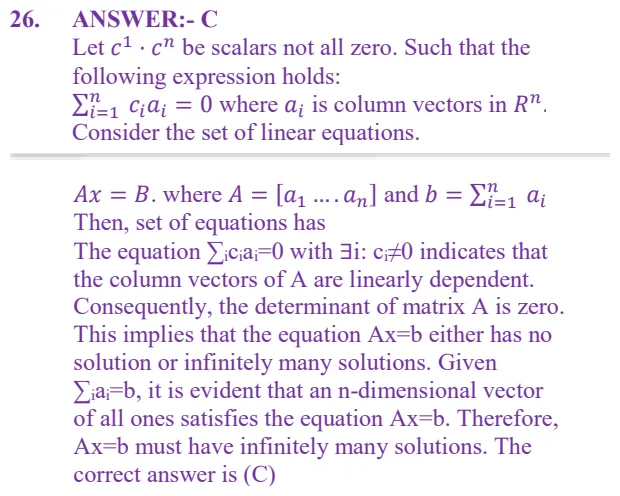 26. ANSWER:- C
Let c¹ · cⁿ be scalars not all zero. Such that the
following expression holds:
∑ⁿᵢ₌₁ cᵢaᵢ = 0 where aᵢ is column vectors in Rⁿ.
Consider the set of linear equations.
Ax = B. where A = [a₁ .... aₙ] and b = ∑ⁿᵢ₌₁ aᵢ
Then, set of equations has
The equation ∑ᵢcᵢaᵢ=0 with ∃i: cᵢ≠0 indicates that
the column vectors of A are linearly dependent.
Consequently, the determinant of matrix A is zero.
This implies that the equation Ax=b either has no
solution or infinitely many solutions. Given
∑ᵢaᵢ=b, it is evident that an n-dimensional vector
of all ones satisfies the equation Ax=b. Therefore,
Ax=b must have infinitely many solutions. The
correct answer is (C)